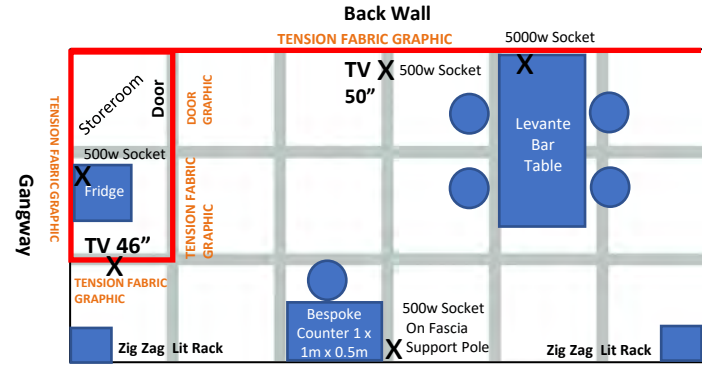 Back Wall
TENSION FABRIC GRAPHIC
5000w Socket
Storeroom
Door
DOOR
GRAPHIC
TV X
50”
500w Socket
X
TENSION FABRIC GRAPHIC
500w Socket
X
Fridge
TENSION FABRIC
GRAPHIC
Levante
Bar
Table
Gangway
TV 46”
X
TENSION FABRIC
GRAPHIC
Bespoke
Counter 1 x
1m x 0.5m
500w Socket
On Fascia
Support Pole
X
Zig Zag Lit Rack
Zig Zag Lit Rack